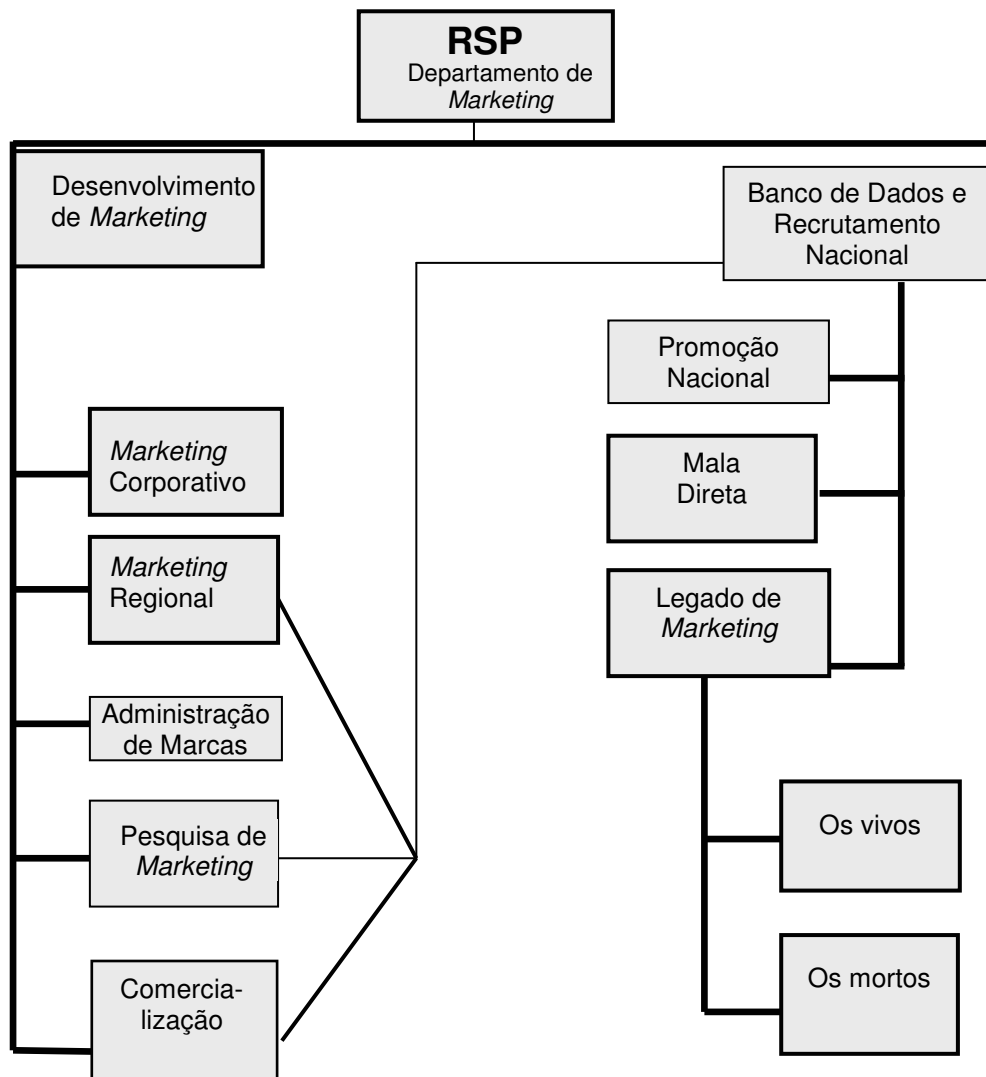 RSP
Departamento de
Marketing
Desenvolvimento
de Marketing
Banco de Dados e
Recrutamento
Nacional
Promoção
Nacional
Mala
Direta
Legado de
Marketing
Os vivos
Os mortos
Marketing
Corporativo
Marketing
Regional
Administração
de Marcas
Pesquisa de
Marketing
Comercia-
lização